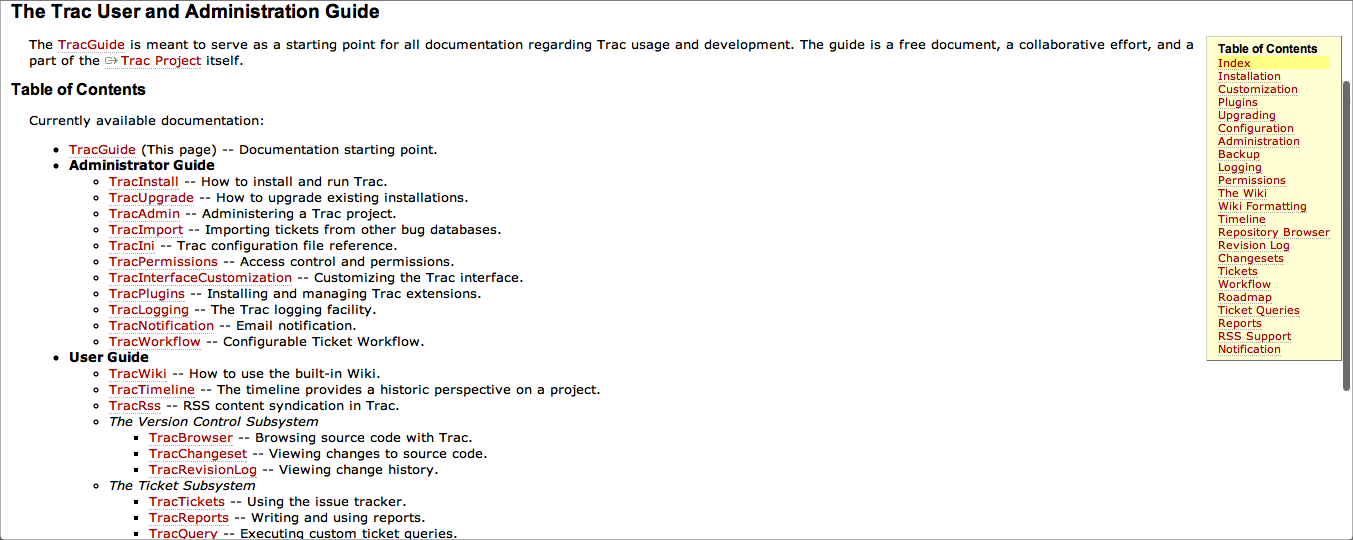 The Trac User and Administration Guide
The TracGuide is meant to serve as a starting point for all documentation regarding Trac usage and development. The guide is a free document, a collaborative effort, and a
part of the Trac Project itself.
Table of Contents
Currently available documentation:
TracGuide (This page) -- Documentation starting point.
Administrator Guide
TracInstall -- How to install and run Trac.
TracUpgrade -- How to upgrade existing installations.
TracAdmin -- Administering a Trac project.
TracImport -- Importing tickets from other bug databases.
TracIni -- Trac configuration file reference.
TracPermissions -- Access control and permissions.
TracInterfaceCustomization -- Customizing the Trac interface.
TracPlugins -- Installing and managing Trac extensions.
TracLogging -- The Trac logging facility.
TracNotification -- Email notification.
TracWorkflow -- Configurable Ticket Workflow.
User Guide
TracWiki -- How to use the built-in Wiki.
TracTimeline -- The timeline provides a historic perspective on a project.
TracRss -- RSS content syndication in Trac.
The Version Control Subsystem
TracBrowser -- Browsing source code with Trac.
TracChangeset -- Viewing changes to source code.
TracRevisionLog -- Viewing change history.
The Ticket Subsystem
TracTickets -- Using the issue tracker.
TracReports -- Writing and using reports.
TracQuery -- Executing custom ticket queries.
Table of Contents
Index
Installation
Customization
Plugins
Upgrading
Configuration
Administration
Backup
Logging
Permissions
The Wiki
Wiki Formatting
Timeline
Repository Browser
Revision Log
Changesets
Tickets
Workflow
Roadmap
Ticket Queries
Reports
RSS Support
Notification